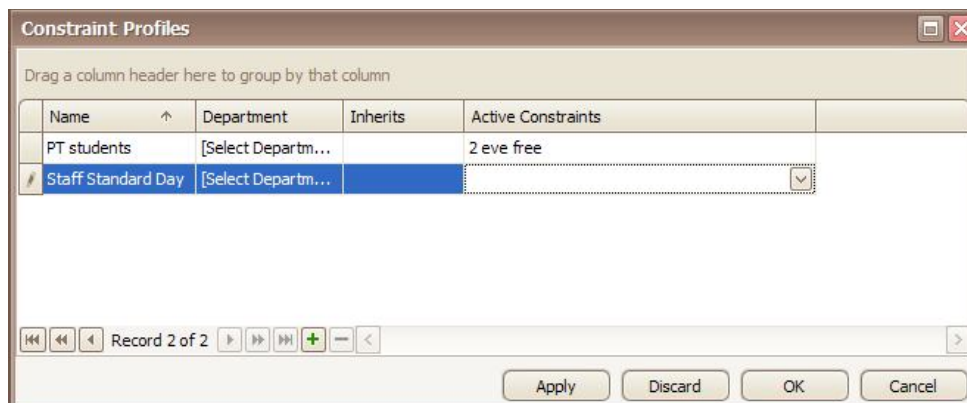 Constraint Profiles
Drag a column header here to group by that column
Name Department Inherits Active Constraints
PT students [Select Departm... 2 eve free
Staff Standard Day [Select Departm...
Record 2 of 2
Apply Discard OK Cancel